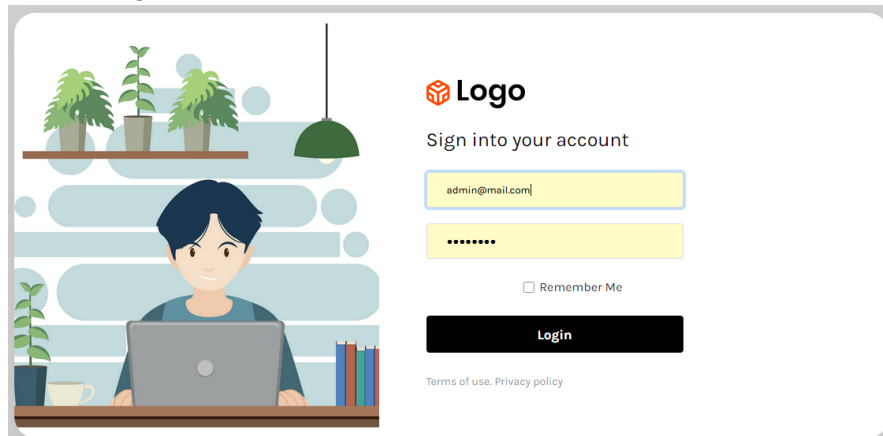 Logo
Sign into your account
admin@mail.com
••••••••
Remember Me
Login
Terms of use. Privacy policy